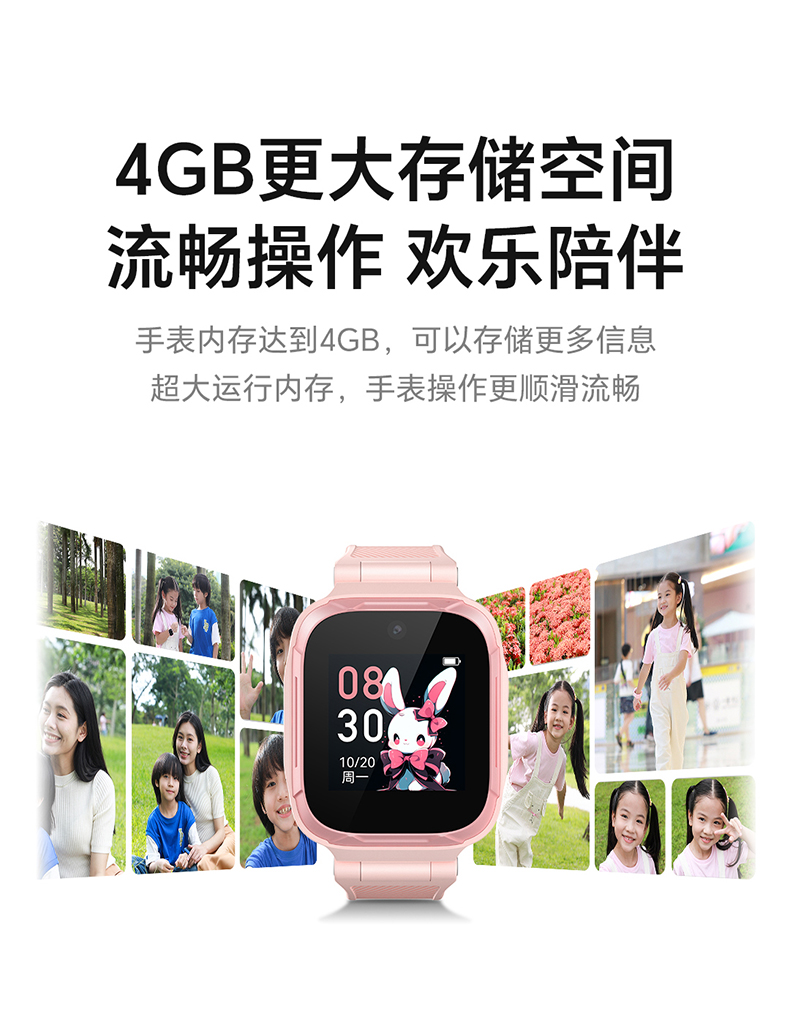 4GB更大存储空间
流畅操作 欢乐陪伴
手表内存达到4GB，可以存储更多信息
超大运行内存，手表操作更顺滑流畅
08
30
10/20
周一